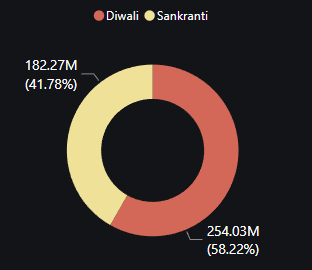 Diwali Sankranti
182.27M
(41.78%)
254.03M
(58.22%)